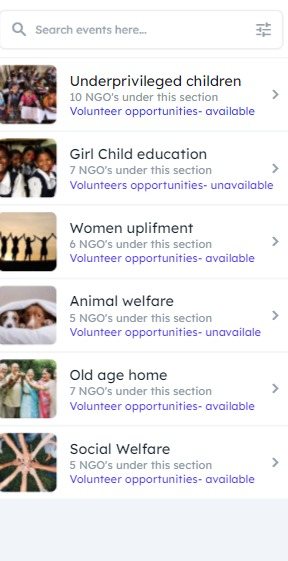 Search events here...
Underprivileged children
10 NGO's under this section
Volunteer opportunities- available
Girl Child education
7 NGO's under this section
Volunteers opportunities- unavailable
Women uplifment
6 NGO's under this section
Volunteer opportunities- available
Animal welfare
5 NGO's under this section
Volunteer opportunities- unavailale
Old age home
7 NGO's under this section
Volunteer opportunities- available
Social Welfare
5 NGO's under this section
Volunteer opportunities- available